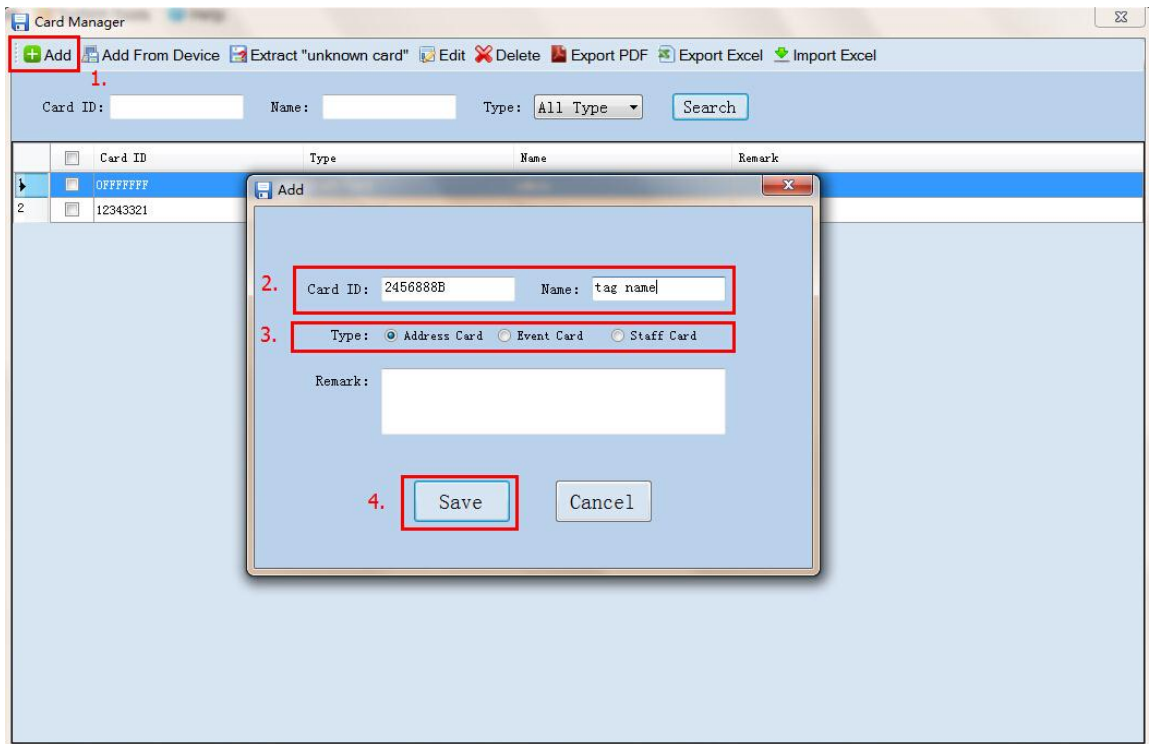 Card Manager
Add Add From Device Extract "unknown card" Edit Delete Export PDF Export Excel Import Excel
1.
Card ID: Name: Type: All Type Search
Card ID Type Name Remark
0FFFFFFF
2 12343321
Add
2. Card ID: 2456888B Name: tag name
3. Type: Address Card Event Card Staff Card
Remark:
4. Save Cancel